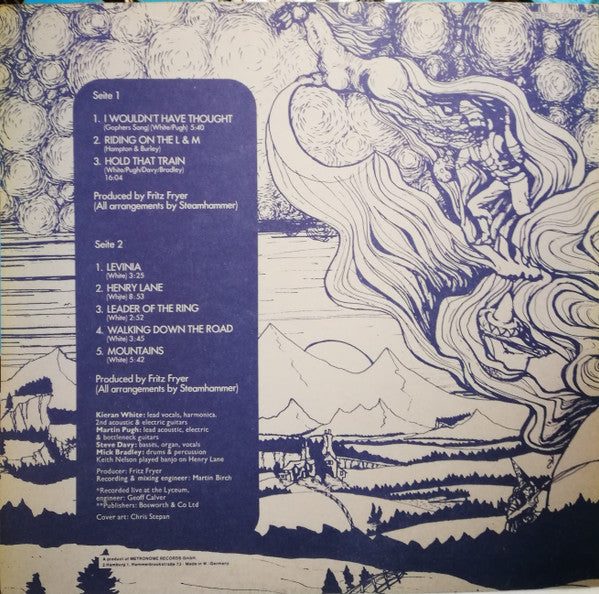 Seite 1
1. I WOULDN'T HAVE THOUGHT
(Gophers Song) (White/Pugh) 5:40
2. RIDING ON THE L & M
(Hampton & Burley)
3. HOLD THAT TRAIN
(White/Pugh/Davy/Bradley)
16:04
Produced by Fritz Fryer
(All arrangements by Steamhammer)
Seite 2
1. LEVINIA
(White) 3:25
2. HENRY LANE
(White) 8:53
3. LEADER OF THE RING
(White) 2:52
4. WALKING DOWN THE ROAD
(White) 3:45
5. MOUNTAINS
(White) 5:42
Produced by Fritz Fryer
(All arrangements by Steamhammer)
Kieran White: lead vocals, harmonica,
2nd acoustic & electric guitars
Martin Pugh: lead acoustic, electric
& bottleneck guitars
Steve Davy: basses, organ, vocals
Mick Bradley: drums & percussion
Keith Nelson played banjo on Henry Lane
Producer: Fritz Fryer
Recording & mixing engineer: Martin Birch
*Recorded live at the Lyceum,
engineer: Geoff Calver
**Publishers: Bosworth & Co Ltd
Cover art: Chris Stepan
A product of METRONOME RECORDS GmbH,
2 Hamburg 1, Hammerbrookstraße 73 · Made in W. Germany